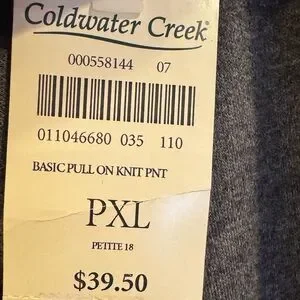 Coldwater Creek®
000558144 07
011046680 035 110
BASIC PULL ON KNIT PNT
PXL
PETITE 18
$39.50